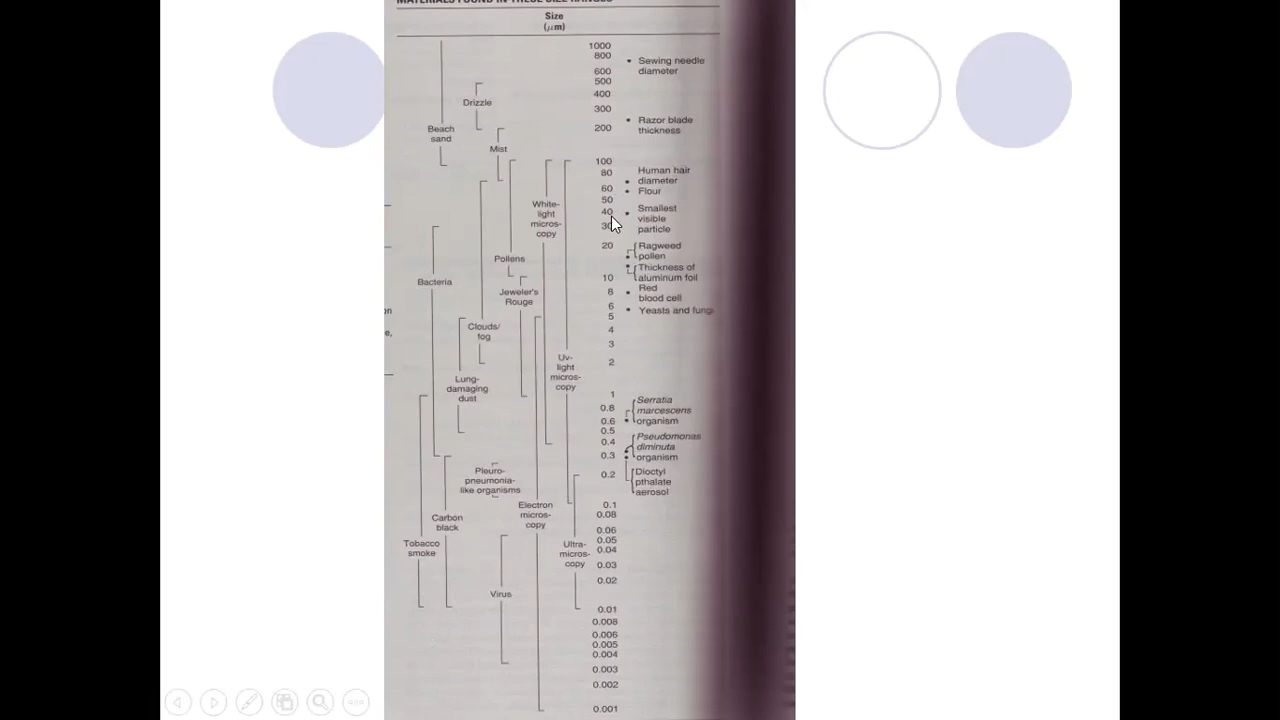 MATERIALS FOUND IN THESE SIZE RANGES
Size
(μm)
1000
800
600
500
400
300
200
100
80
60
50
40
30
20
10
8
6
5
4
3
2
1
0.8
0.6
0.5
0.4
0.3
0.2
0.1
0.08
0.06
0.05
0.04
0.03
0.02
0.01
0.008
0.006
0.005
0.004
0.003
0.002
0.001
Beach
sand
Drizzle
Mist
White-
light
micros-
copy
Pollens
Bacteria
Jeweler's
Rouge
Clouds/
fog
Uv-
light
micros-
copy
Lung-
damaging
dust
Pleuro-
pneumonia-
like organisms
Electron
micros-
copy
Carbon
black
Tobacco
smoke
Ultra-
micros-
copy
Virus
• Sewing needle
diameter
• Razor blade
thickness
Human hair
• diameter
• Flour
• Smallest
visible
particle
Ragweed
pollen
Thickness of
aluminum foil
Red
• blood cell
• Yeasts and fungi
Serratia
marcescens
organism
Pseudomonas
diminuta
organism
Dioctyl
pthalate
aerosol